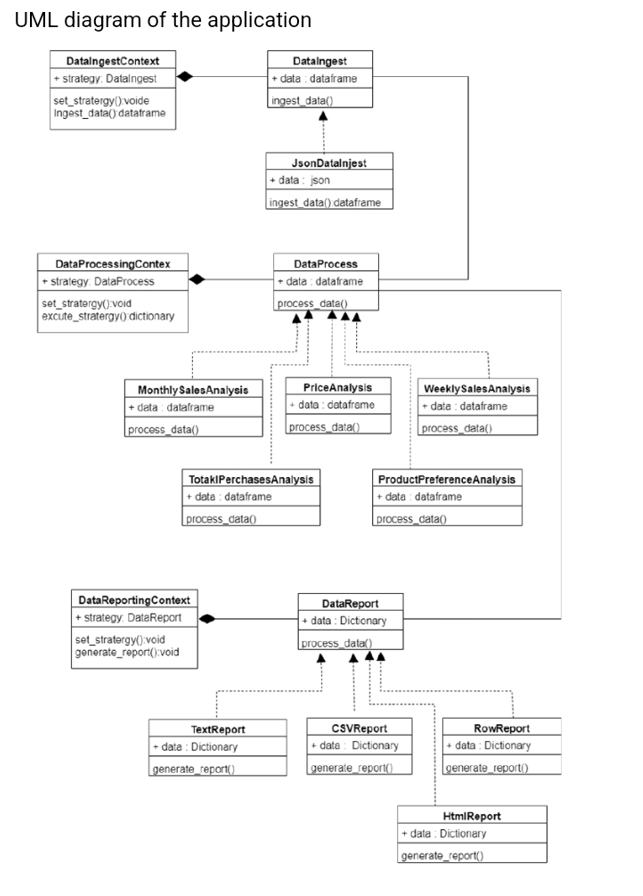 UML diagram of the application
DataIngestContext
+ strategy: DataIngest
set_stratergy():voide
Ingest_data():dataframe
DataIngest
+ data : dataframe
ingest_data()
JsonDataInjest
+ data : json
ingest_data():dataframe
DataProcessingContex
+ strategy: DataProcess
set_stratergy():void
excute_stratergy():dictionary
DataProcess
+ data : dataframe
process_data()
MonthlySalesAnalysis
+ data : dataframe
process_data()
PriceAnalysis
+ data : dataframe
process_data()
WeeklySalesAnalysis
+ data : dataframe
process_data()
TotaklPerchasesAnalysis
+ data : dataframe
process_data()
ProductPreferenceAnalysis
+ data : dataframe
process_data()
DataReportingContext
+ strategy: DataReport
set_stratergy():void
generate_report():void
DataReport
+ data : Dictionary
process_data()
TextReport
+ data : Dictionary
generate_report()
CSVReport
+ data : Dictionary
generate_report()
RowReport
+ data : Dictionary
generate_report()
HtmlReport
+ data : Dictionary
generate_report()